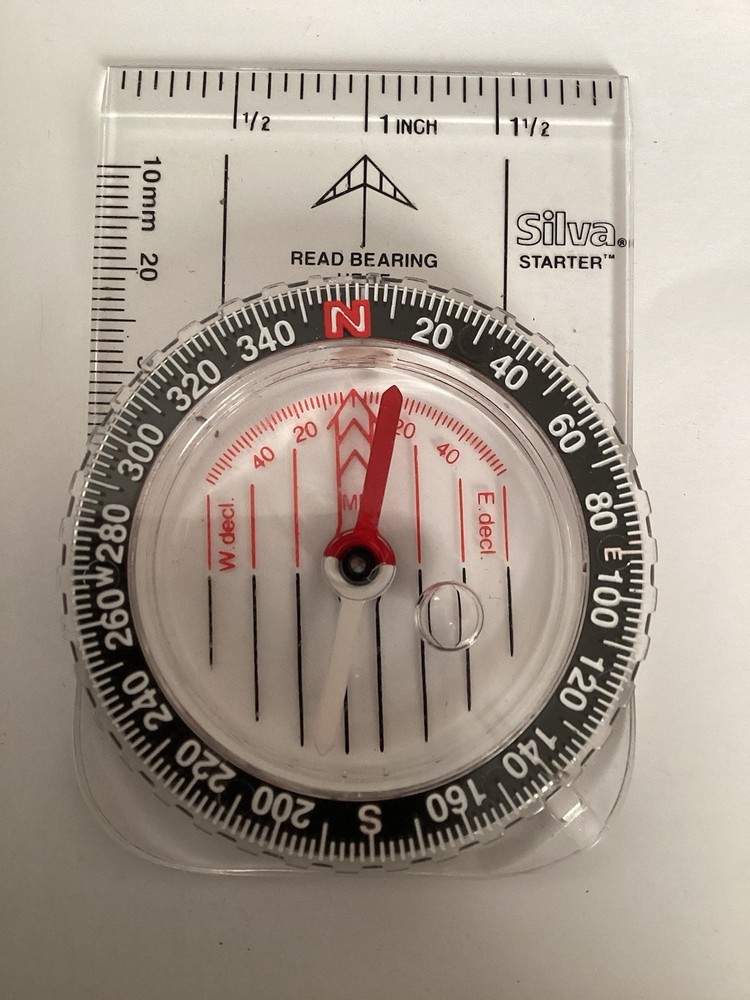 1/2
1 INCH
1 1/2
10mm
20
Silva®
STARTER™
READ BEARING
N
20
40
60
80
E
100
120
140
160
S
200
220
240
260
W
280
300
320
340
40
20
20
40
W. decl.
E. decl.